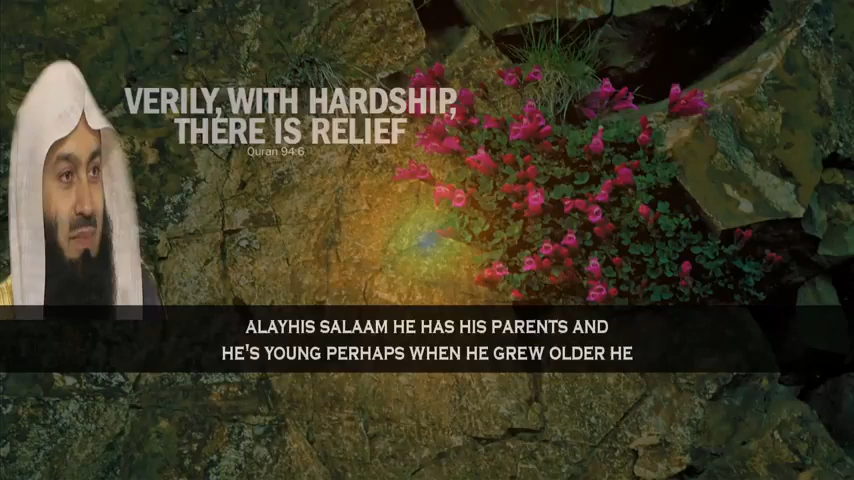 VERILY, WITH HARDSHIP,
THERE IS RELIEF
Quran 94:6
ALAYHIS SALAAM HE HAS HIS PARENTS AND
HE'S YOUNG PERHAPS WHEN HE GREW OLDER HE